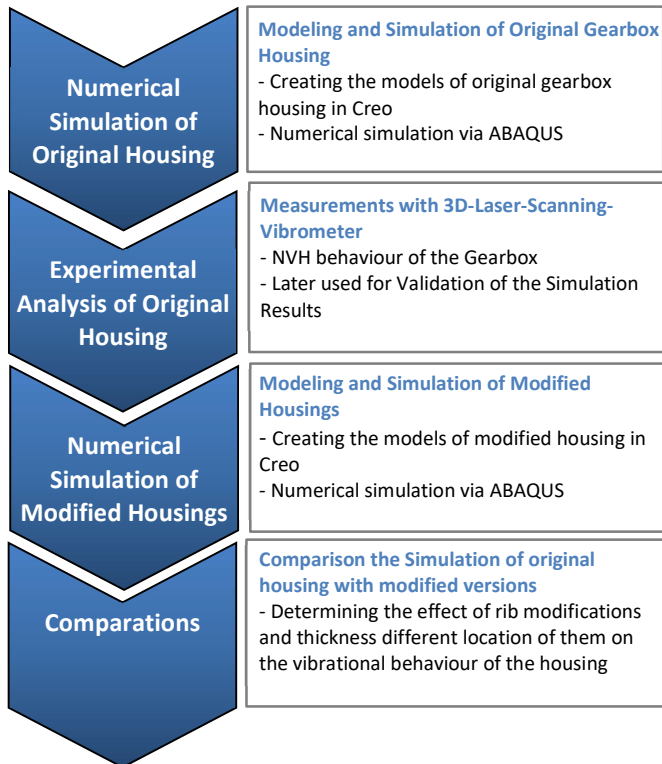 Numerical
Simulation of
Original Housing
Modeling and Simulation of Original Gearbox
Housing
- Creating the models of original gearbox
housing in Creo
- Numerical simulation via ABAQUS
Experimental
Analysis of Original
Housing
Measurements with 3D-Laser-Scanning-
Vibrometer
- NVH behaviour of the Gearbox
- Later used for Validation of the Simulation
Results
Numerical
Simulation of
Modified Housings
Modeling and Simulation of Modified
Housings
- Creating the models of modified housing in
Creo
- Numerical simulation via ABAQUS
Comparations
Comparison the Simulation of original
housing with modified versions
- Determining the effect of rib modifications
and thickness different location of them on
the vibrational behaviour of the housing